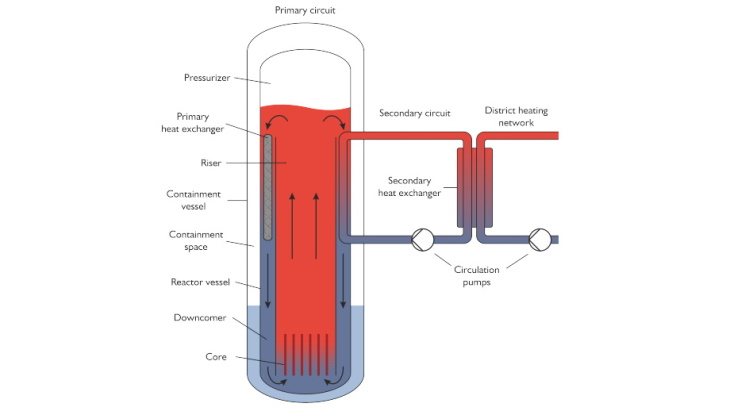 Primary circuit
Pressurizer
Primary
heat exchanger
Riser
Containment
vessel
Containment
space
Reactor vessel
Downcomer
Core
Secondary circuit
District heating
network
Secondary
heat exchanger
Circulation
pumps